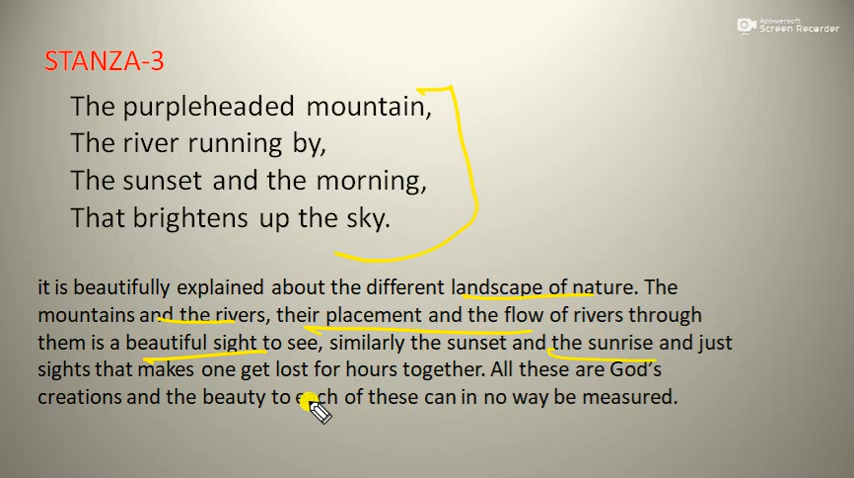 Apowersoft
Screen Recorder
STANZA-3
The purpleheaded mountain,
The river running by,
The sunset and the morning,
That brightens up the sky.
it is beautifully explained about the different landscape of nature. The
mountains and the rivers, their placement and the flow of rivers through
them is a beautiful sight to see, similarly the sunset and the sunrise and just
sights that makes one get lost for hours together. All these are God's
creations and the beauty to each of these can in no way be measured.